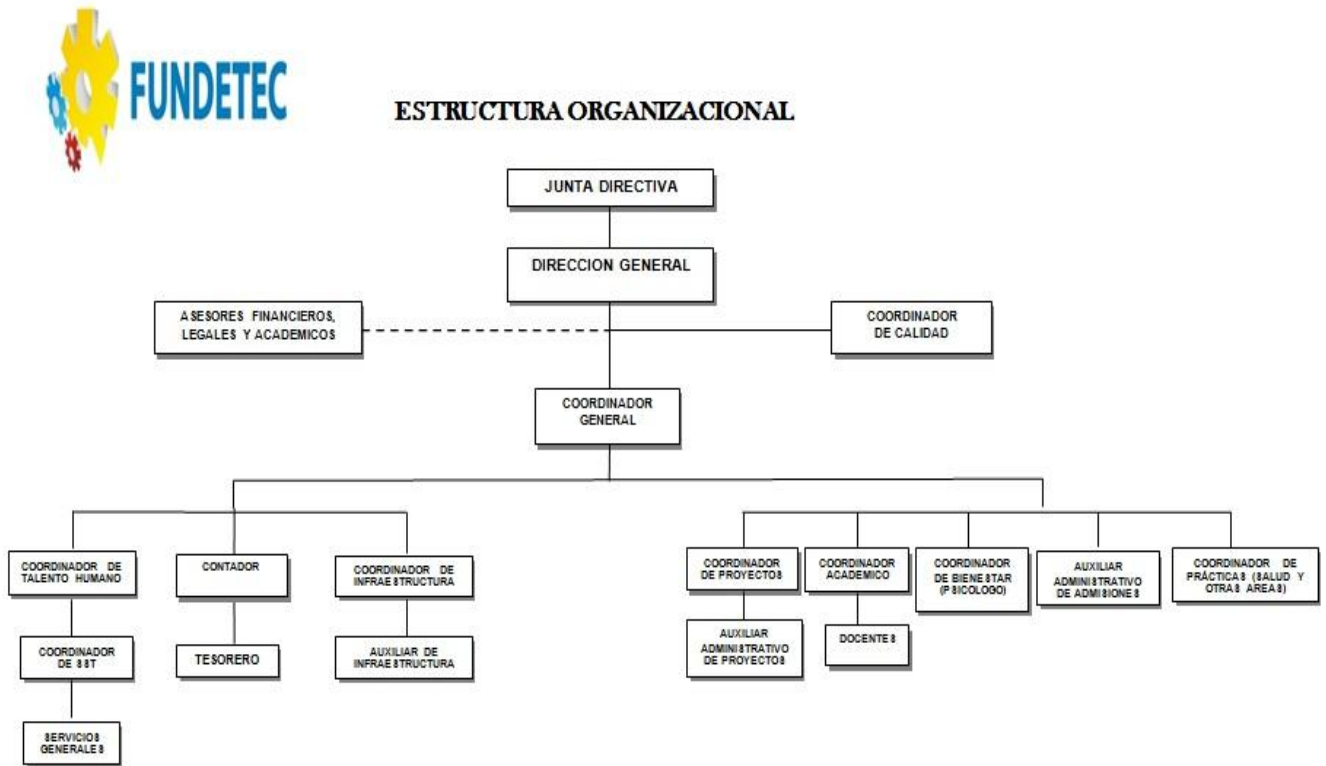 FUNDETEC
ESTRUCTURA ORGANIZACIONAL
JUNTA DIRECTIVA
DIRECCION GENERAL
ASESORES FINANCIEROS,
LEGALES Y ACADEMICOS
COORDINADOR
DE CALIDAD
COORDINADOR
GENERAL
COORDINADOR DE
TALENTO HUMANO
CONTADOR
COORDINADOR DE
INFRAESTRUCTURA
COORDINADOR
DE PROYECTOS
COORDINADOR
ACADEMICO
COORDINADOR
DE BIENESTAR
(PSICOLOGO)
AUXILIAR
ADMINISTRATIVO
DE ADMISIONES
COORDINADOR DE
PRÁCTICAS (SALUD Y
OTRAS AREAS)
COORDINADOR
DE SST
TESORERO
AUXILIAR DE
INFRAESTRUCTURA
AUXILIAR
ADMINISTRATIVO
DE PROYECTOS
DOCENTES
SERVICIOS
GENERALES